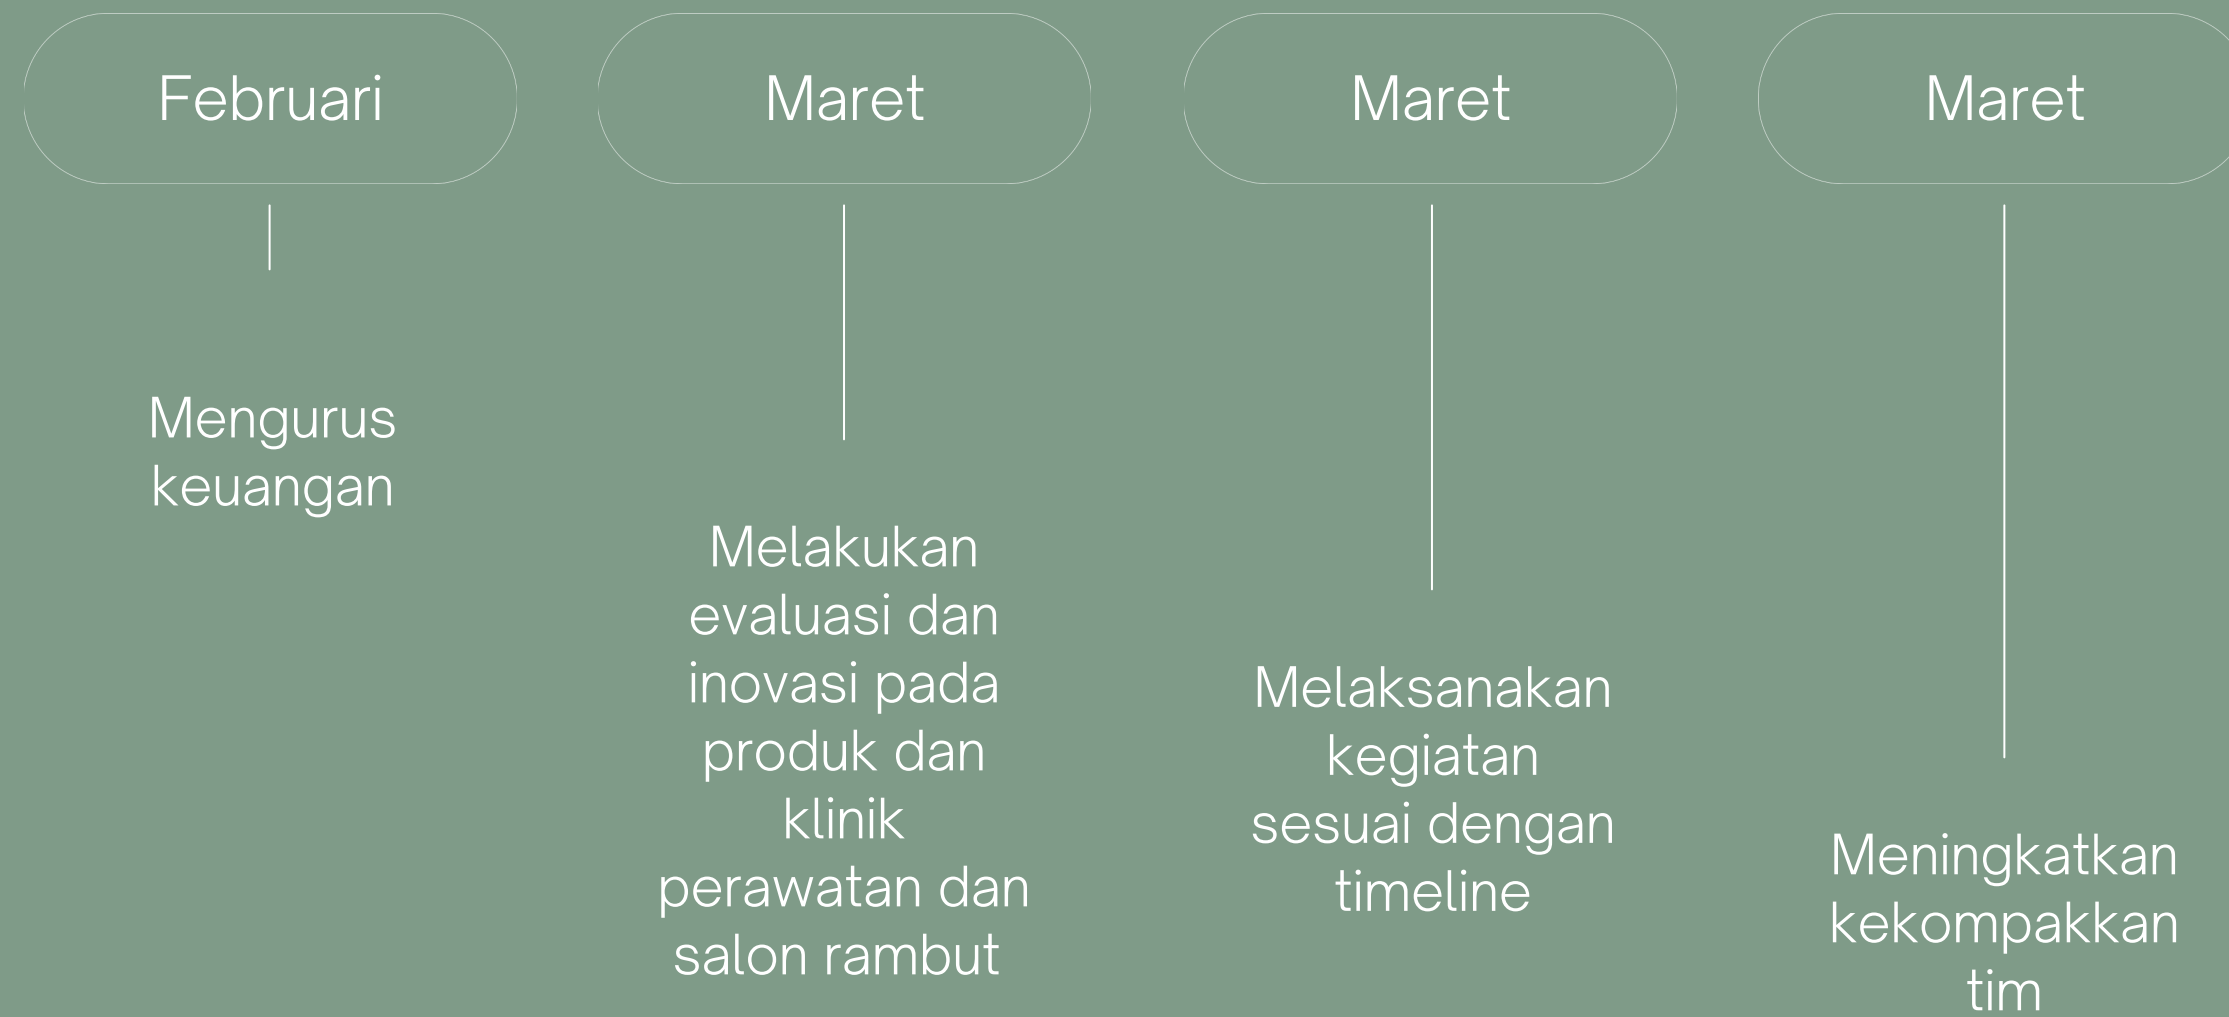 Februari
Mengurus
keuangan
Maret
Melakukan
evaluasi dan
inovasi pada
produk dan
klinik
perawatan dan
salon rambut
Maret
Melaksanakan
kegiatan
sesuai dengan
timeline
Maret
Meningkatkan
kekompakkan
tim